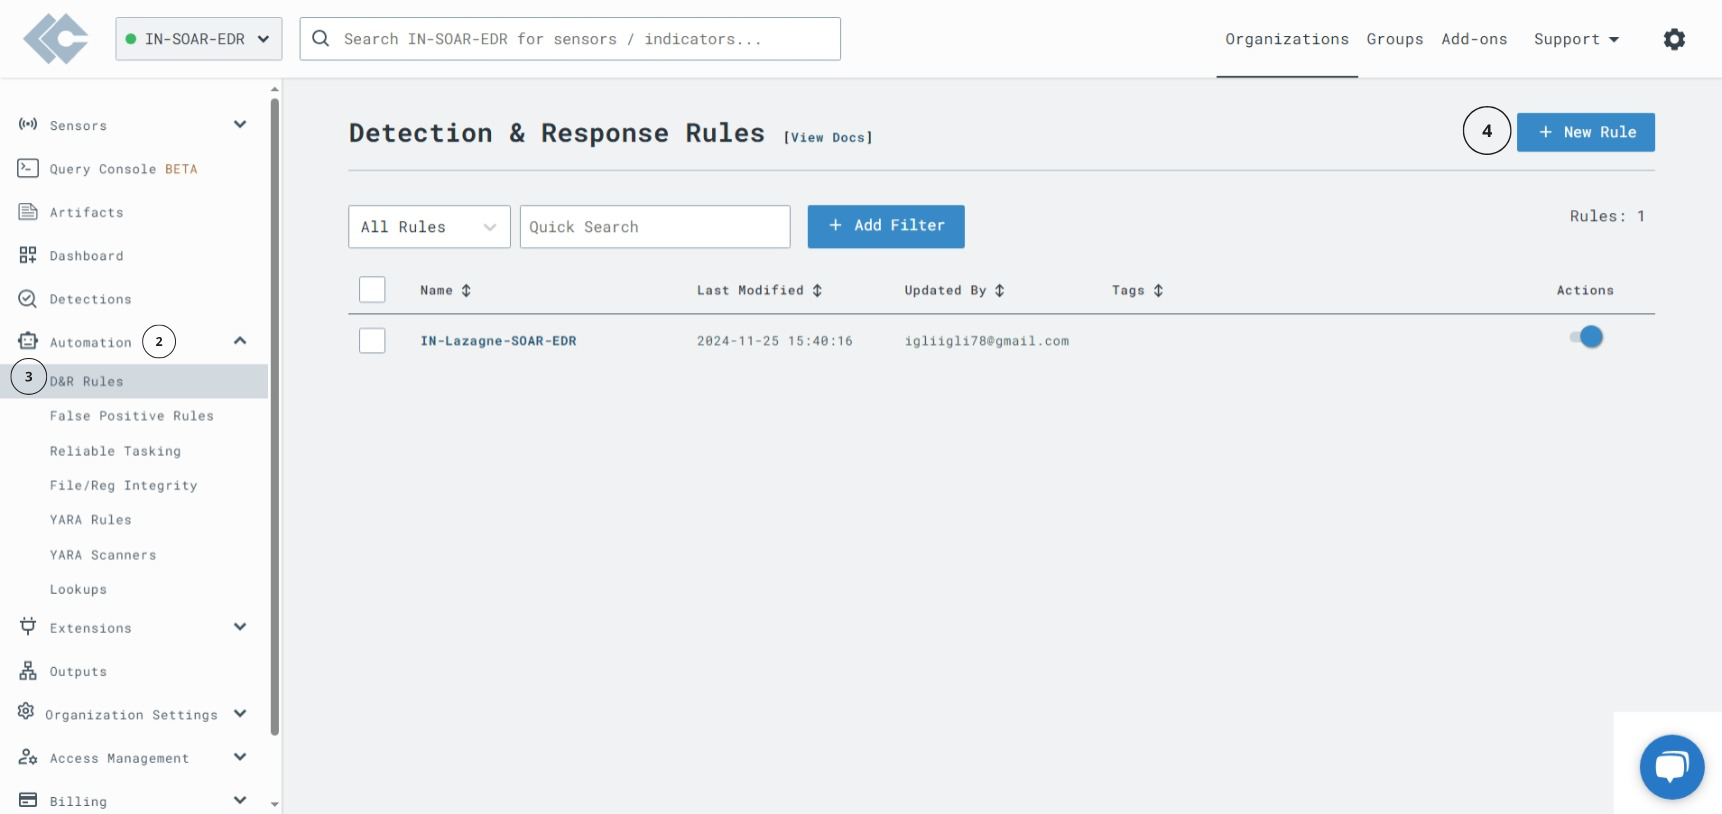 IN-SOAR-EDR
Search IN-SOAR-EDR for sensors / indicators...
Organizations
Groups
Add-ons
Support
Sensors
Query Console BETA
Artifacts
Dashboard
Detections
Automation 2
3 D&R Rules
False Positive Rules
Reliable Tasking
File/Reg Integrity
YARA Rules
YARA Scanners
Lookups
Extensions
Outputs
Organization Settings
Access Management
Billing
Detection & Response Rules [View Docs]
4 + New Rule
All Rules
Quick Search
+ Add Filter
Rules: 1
Name Last Modified Updated By Tags Actions
IN-Lazagne-SOAR-EDR 2024-11-25 15:40:16 igliigli78@gmail.com